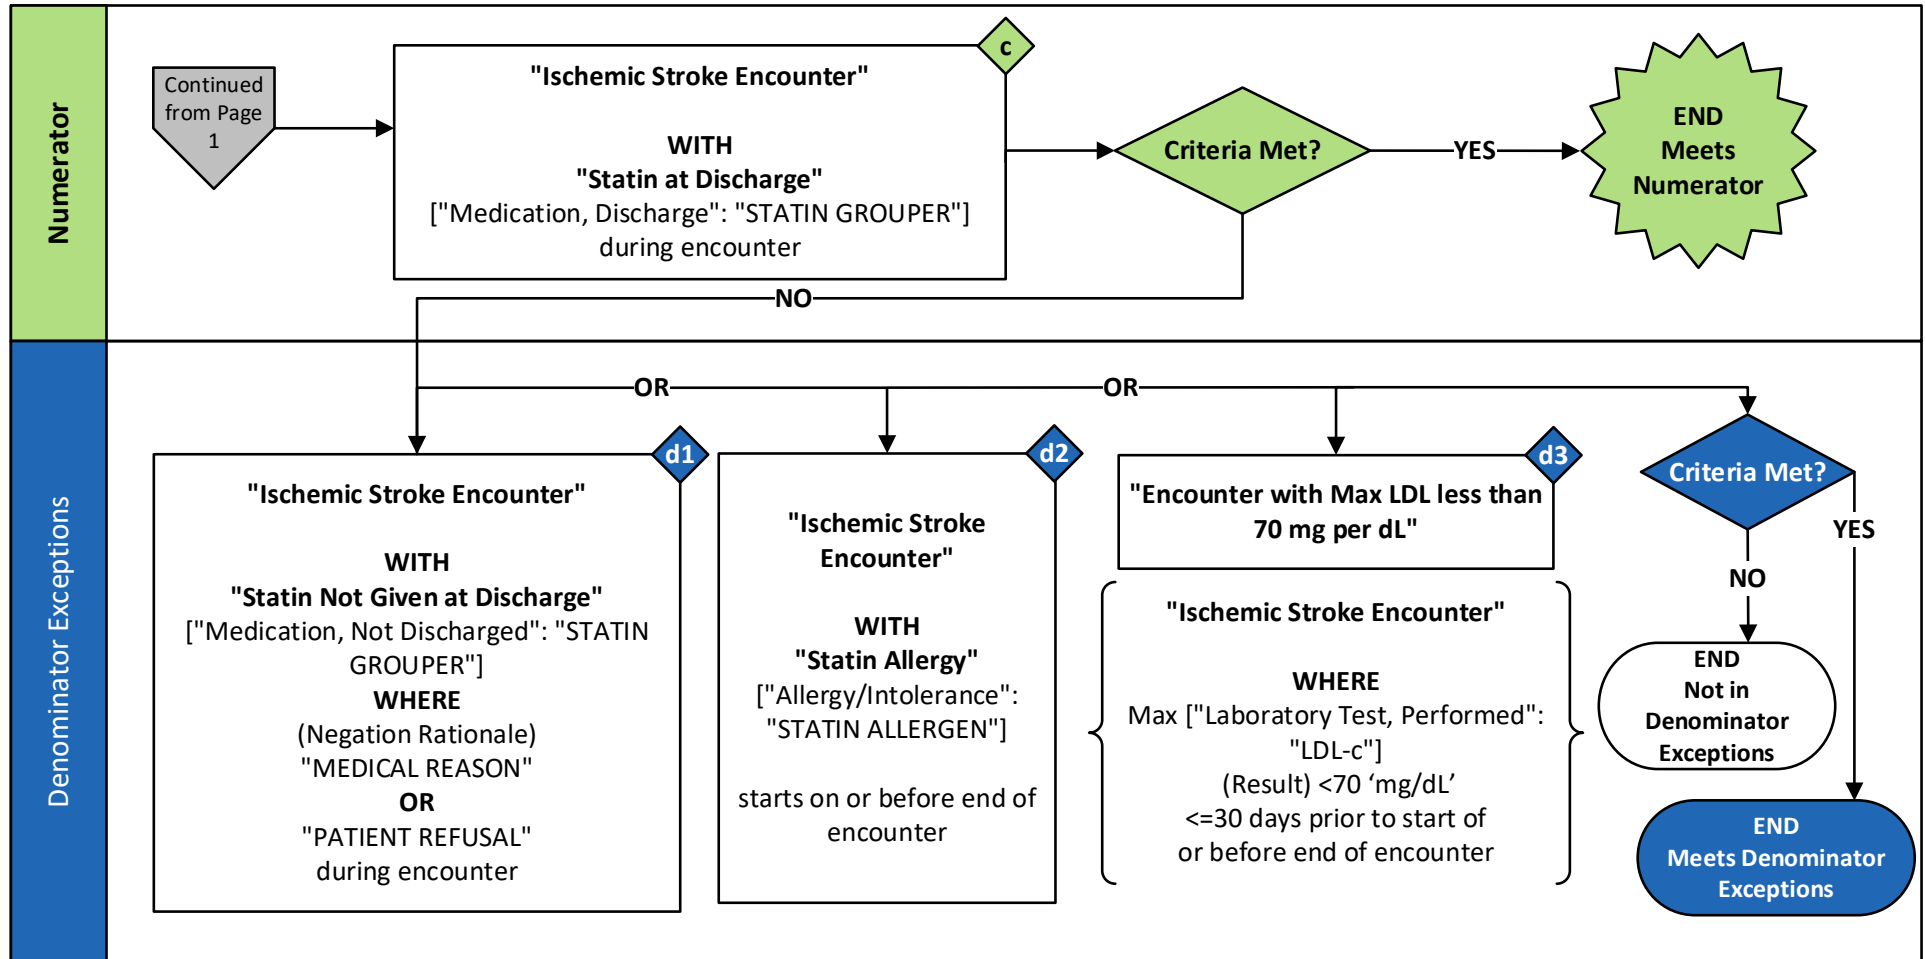 Numerator
Continued
from Page
1
c
"Ischemic Stroke Encounter"
WITH
"Statin at Discharge"
["Medication, Discharge": "STATIN GROUPER"]
during encounter
Criteria Met?
YES
END
Meets
Numerator
NO
Denominator Exceptions
OR
OR
d1
"Ischemic Stroke Encounter"
WITH
"Statin Not Given at Discharge"
["Medication, Not Discharged": "STATIN
GROUPER"]
WHERE
(Negation Rationale)
"MEDICAL REASON"
OR
"PATIENT REFUSAL"
during encounter
d2
"Ischemic Stroke
Encounter"
WITH
"Statin Allergy"
["Allergy/Intolerance":
"STATIN ALLERGEN"]
starts on or before end of
encounter
d3
"Encounter with Max LDL less than
70 mg per dL"
"Ischemic Stroke Encounter"
WHERE
Max ["Laboratory Test, Performed":
"LDL-c"]
(Result) <70 ‘mg/dL’
<=30 days prior to start of
or before end of encounter
Criteria Met?
YES
NO
END
Not in
Denominator
Exceptions
END
Meets Denominator
Exceptions